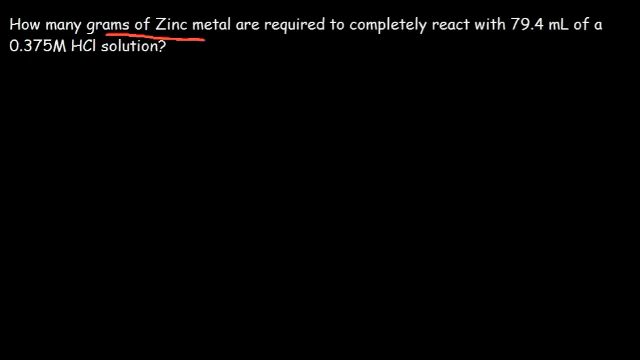 How many grams of Zinc metal are required to completely react with 79.4 mL of a
0.375M HCl solution?